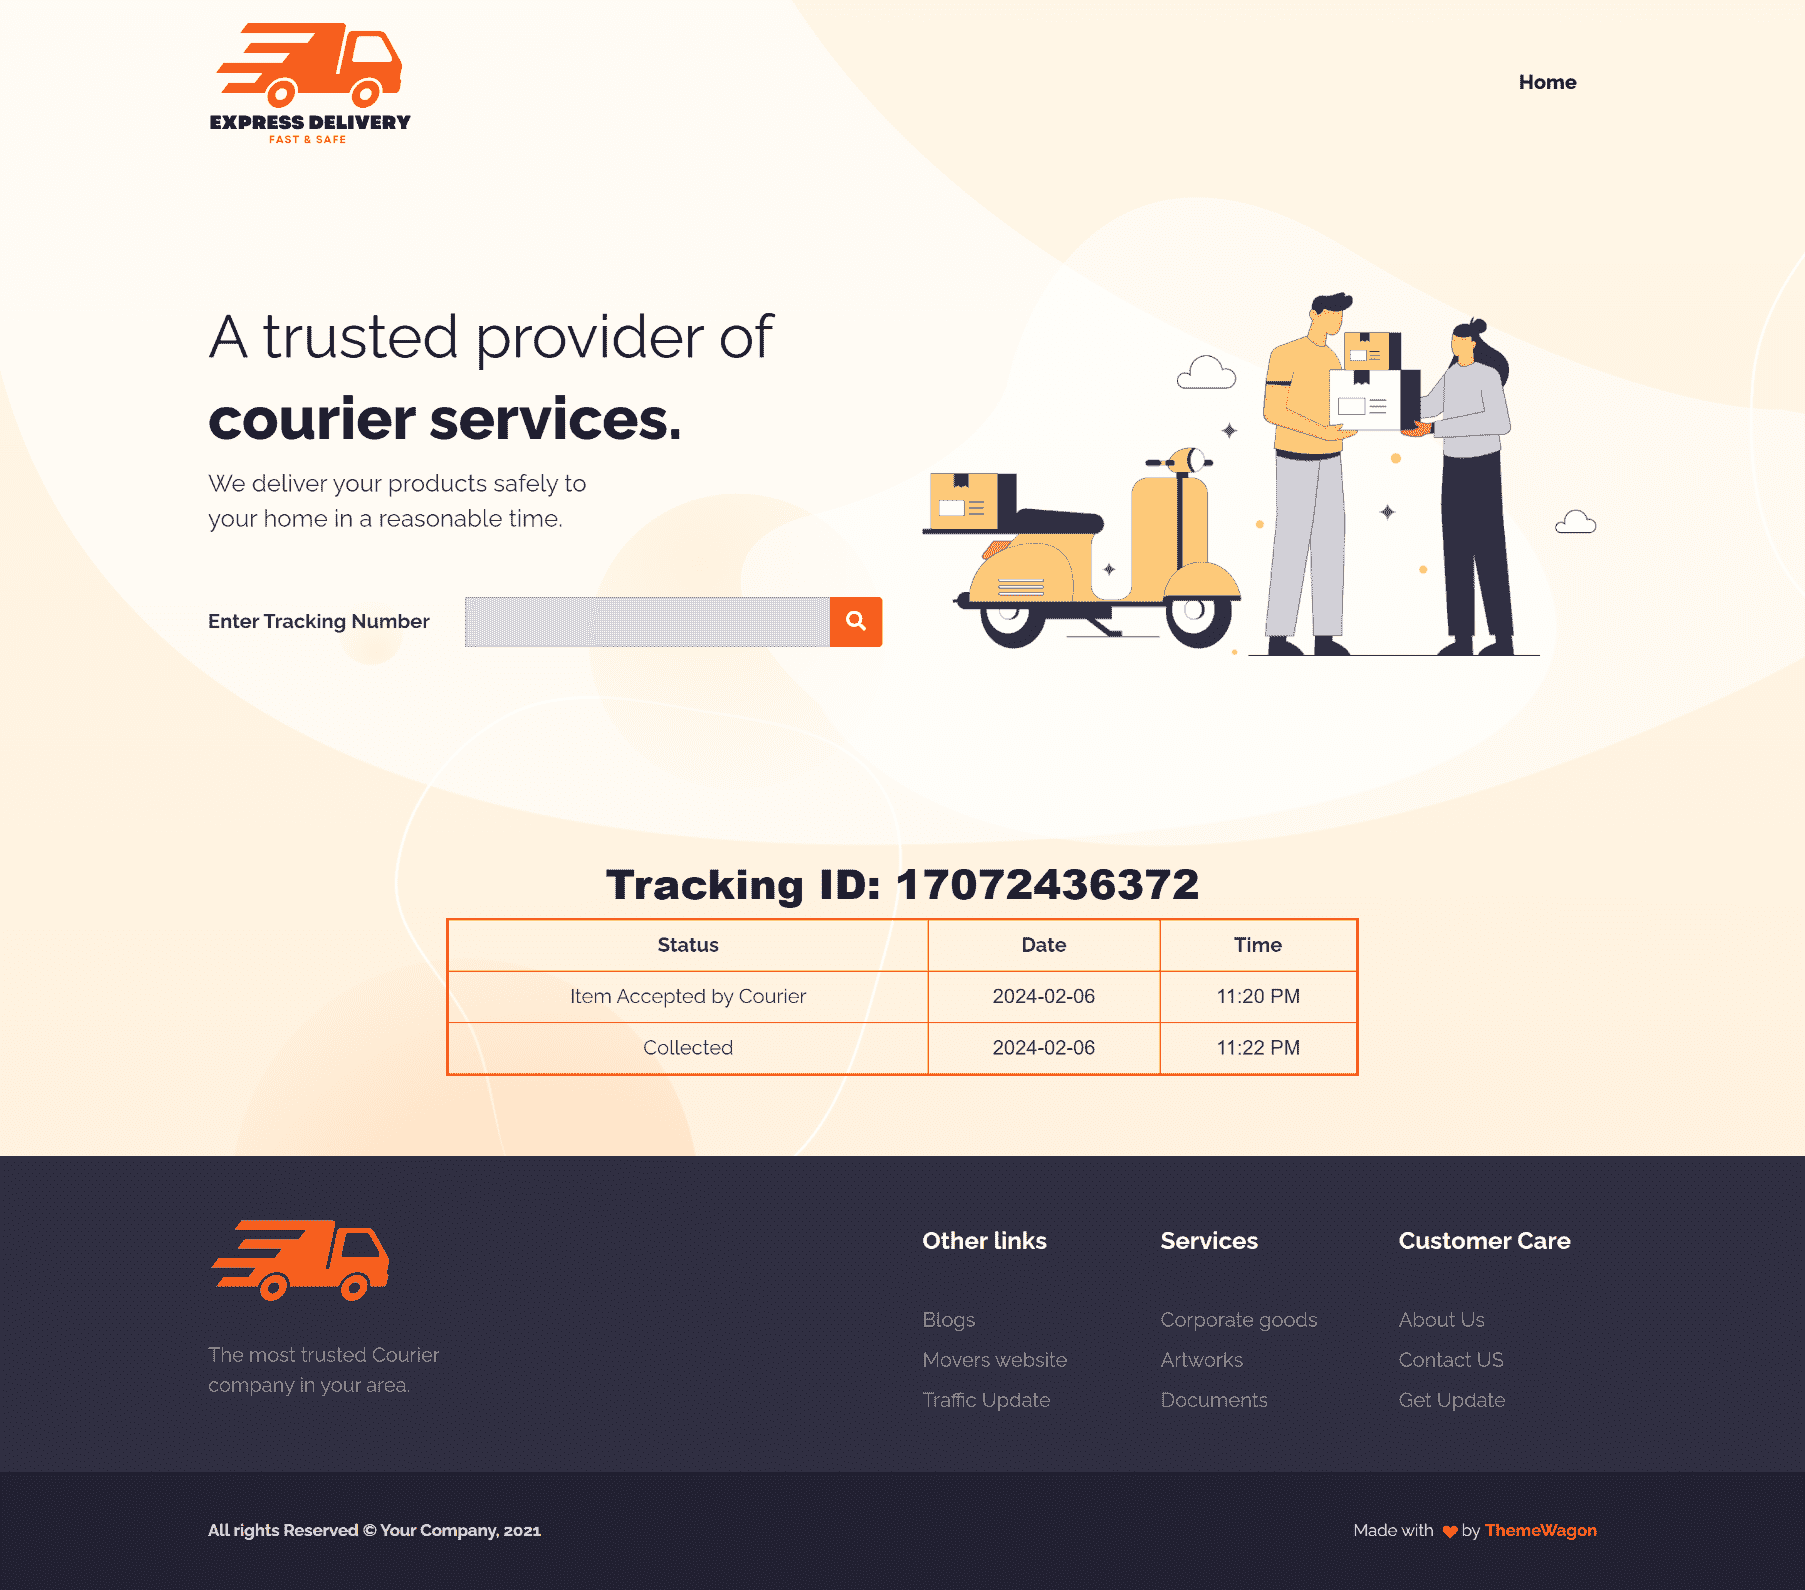 EXPRESS DELIVERY
FAST & SAFE
Home
A trusted provider of
courier services.
We deliver your products safely to
your home in a reasonable time.
Enter Tracking Number
Tracking ID: 17072436372
Status Date Time
Item Accepted by Courier 2024-02-06 11:20 PM
Collected 2024-02-06 11:22 PM
The most trusted Courier
company in your area.
Other links
Blogs
Movers website
Traffic Update
Services
Corporate goods
Artworks
Documents
Customer Care
About Us
Contact US
Get Update
All rights Reserved © Your Company, 2021
Made with ❤ by ThemeWagon